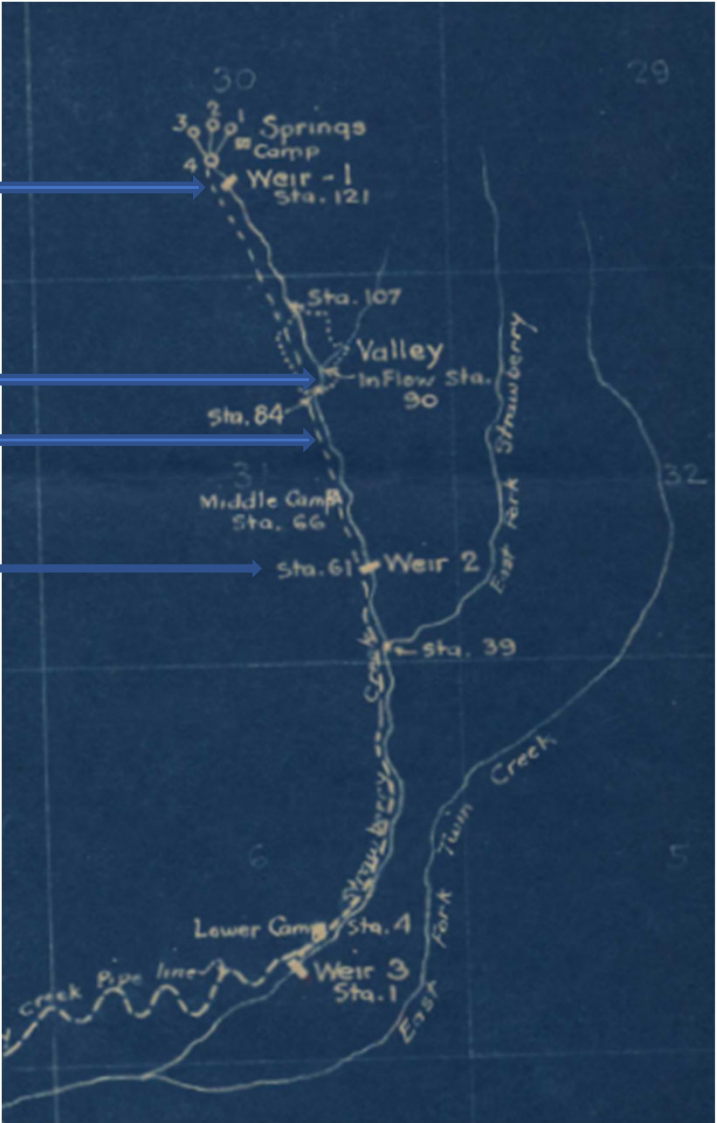 30
29
3
2
1
4
Springs
Camp
Weir - 1
Sta. 121
Sta. 107
Valley
InFlow Sta.
90
Sta. 84
East Fork Strawberry
31
32
Middle Camp
Sta. 66
Sta. 61
Weir 2
Sta. 39
Strawberry Creek
East Fork Twin Creek
6
5
Lower Camp
Sta. 4
Creek Pipe line
Weir 3
Sta. 1